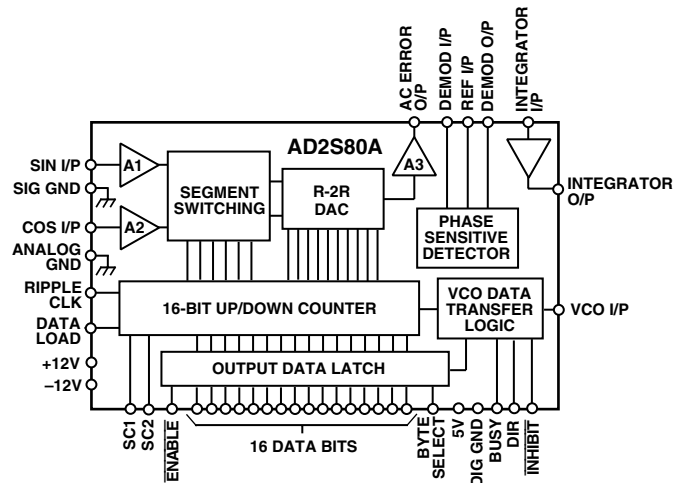 AC ERROR
O/P
DEMOD I/P
REF I/P
DEMOD O/P
INTEGRATOR
I/P
AD2S80A
SIN I/P
A1
A3
SIG GND
SEGMENT
SWITCHING
R-2R
DAC
INTEGRATOR
O/P
COS I/P
A2
PHASE
SENSITIVE
DETECTOR
ANALOG
GND
RIPPLE
CLK
16-BIT UP/DOWN COUNTER
VCO DATA
TRANSFER
LOGIC
VCO I/P
DATA
LOAD
+12V
OUTPUT DATA LATCH
–12V
SC1
SC2
ENABLE
16 DATA BITS
BYTE
SELECT
5V
DIG GND
BUSY
DIR
INHIBIT